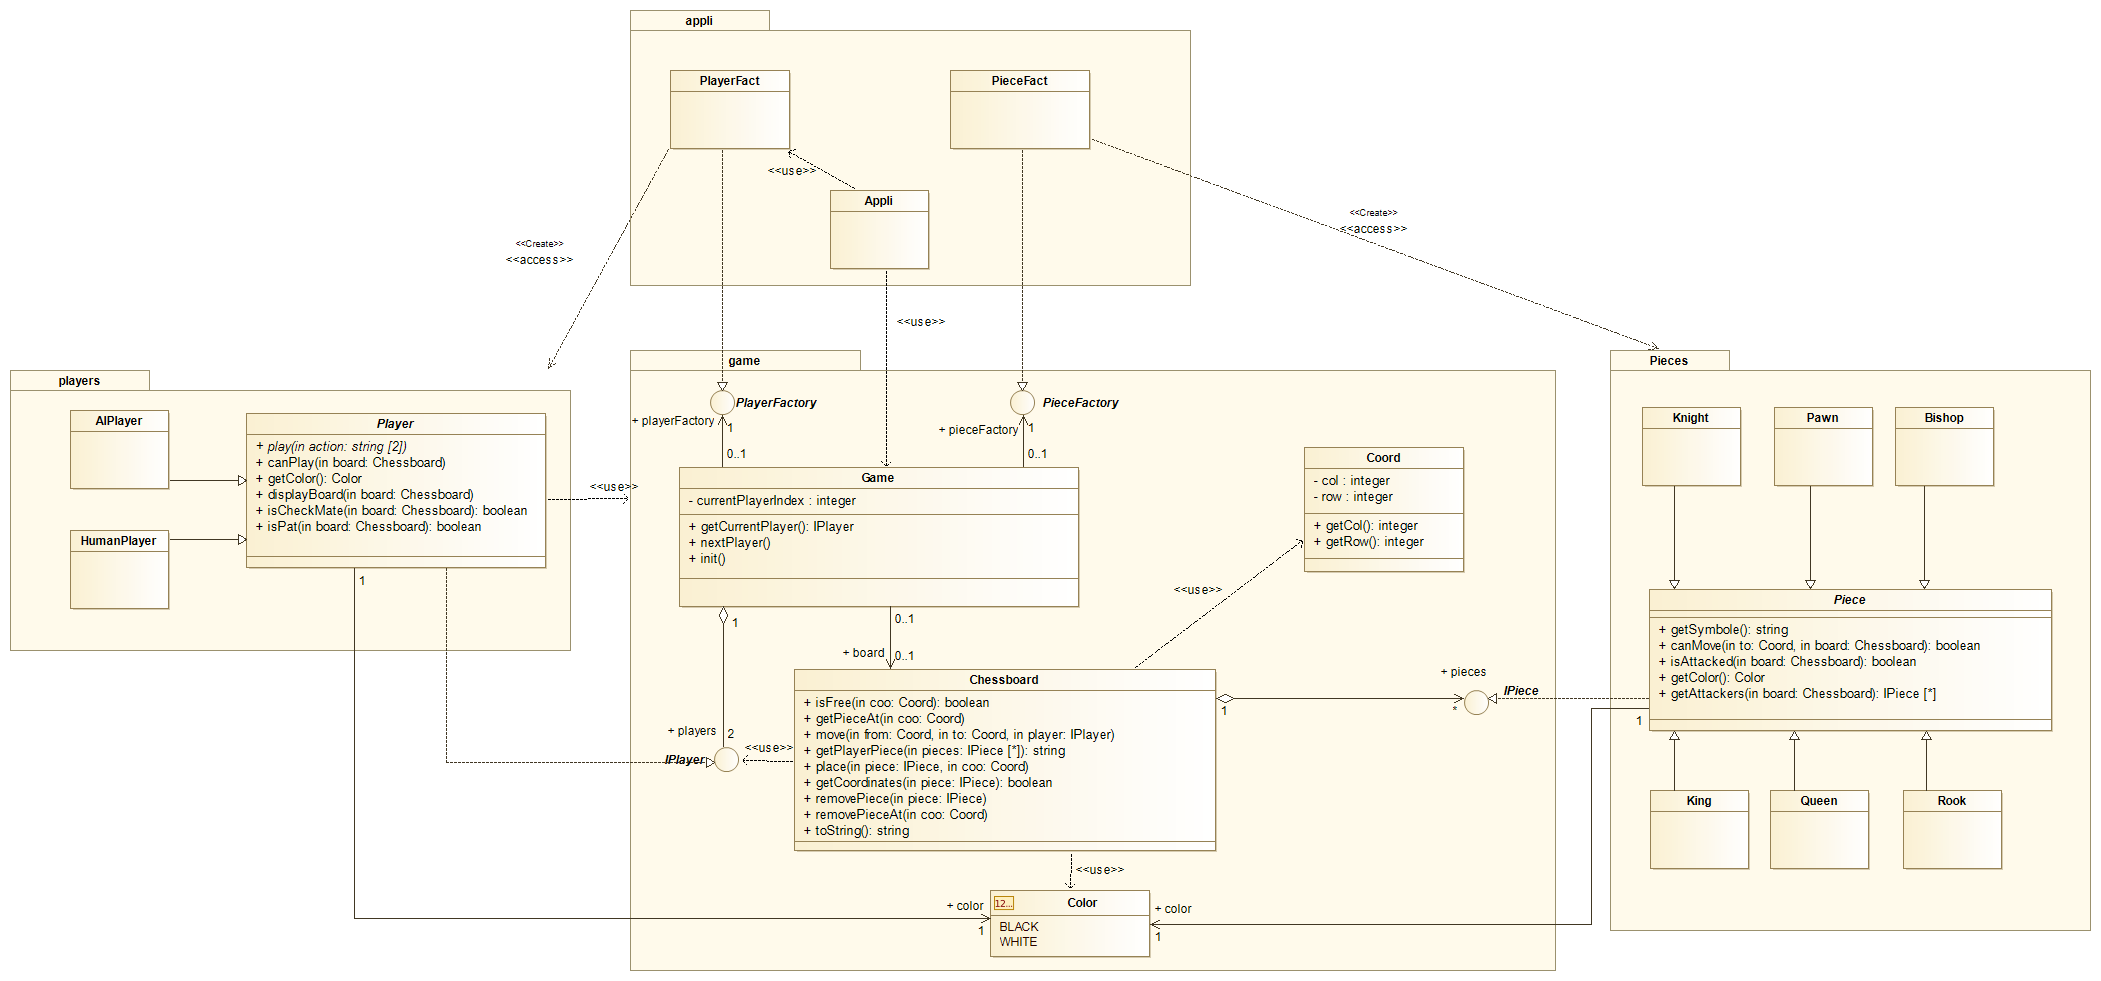 appli
PlayerFact
PieceFact
<<use>>
Appli
<<Create>>
<<access>>
<<Create>>
<<access>>
<<use>>
players
AIPlayer
HumanPlayer
Player
+ play(in action: string [2])
+ canPlay(in board: Chessboard)
+ getColor(): Color
+ displayBoard(in board: Chessboard)
+ isCheckMate(in board: Chessboard): boolean
+ isPat(in board: Chessboard): boolean
1
<<use>>
game
PlayerFactory
+ playerFactory
1
0..1
PieceFactory
+ pieceFactory
1
0..1
Game
- currentPlayerIndex : integer
+ getCurrentPlayer(): IPlayer
+ nextPlayer()
+ init()
1
0..1
+ board
0..1
+ players
2
IPlayer
<<use>>
Coord
- col : integer
- row : integer
+ getCol(): integer
+ getRow(): integer
<<use>>
Chessboard
+ isFree(in coo: Coord): boolean
+ getPieceAt(in coo: Coord)
+ move(in from: Coord, in to: Coord, in player: IPlayer)
+ getPlayerPiece(in pieces: IPiece [*]): string
+ place(in piece: IPiece, in coo: Coord)
+ getCoordinates(in piece: IPiece): boolean
+ removePiece(in piece: IPiece)
+ removePieceAt(in coo: Coord)
+ toString(): string
1
+ pieces
*
IPiece
<<use>>
12...
Color
BLACK
WHITE
+ color
1
+ color
1
Pieces
Knight
Pawn
Bishop
Piece
+ getSymbole(): string
+ canMove(in to: Coord, in board: Chessboard): boolean
+ isAttacked(in board: Chessboard): boolean
+ getColor(): Color
+ getAttackers(in board: Chessboard): IPiece [*]
1
King
Queen
Rook